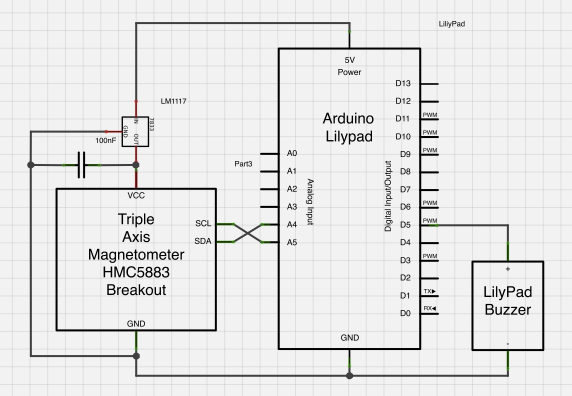 LiliyPad
5V
Power
LM1117
IN
GND
OUT
7833
100nF
Part3
VCC
Triple
Axis
Magnetometer
HMC5883
Breakout
SCL
SDA
GND
Arduino
Lilypad
A0
A1
A2
A3
A4
A5
Analog Input
Digital Input/Output
D13
D12
D11 PWM
D10 PWM
D9 PWM
D8
D7
D6 PWM
D5 PWM
D4
D3 PWM
D2
D1 TX
D0 RX
GND
+
LilyPad
Buzzer
-